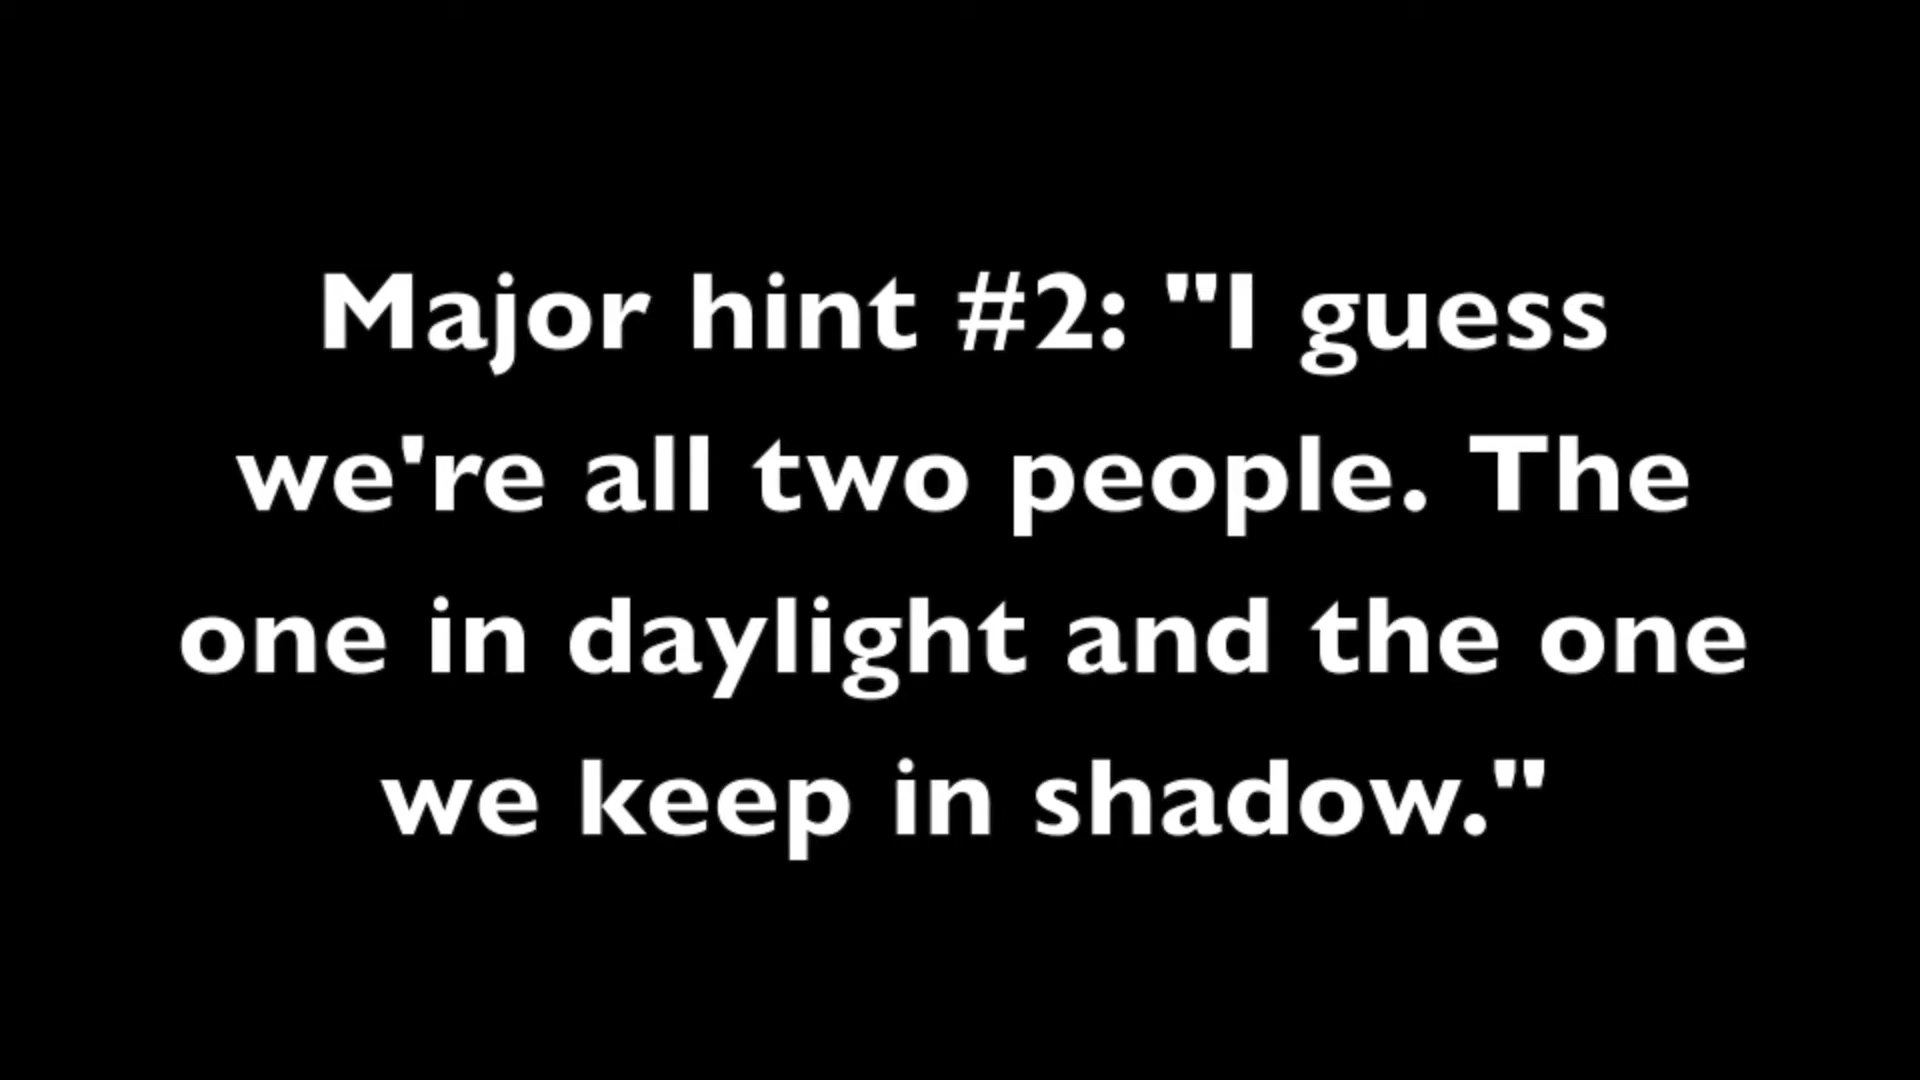 Major hint #2: "I guess
we're all two people. The
one in daylight and the one
we keep in shadow."